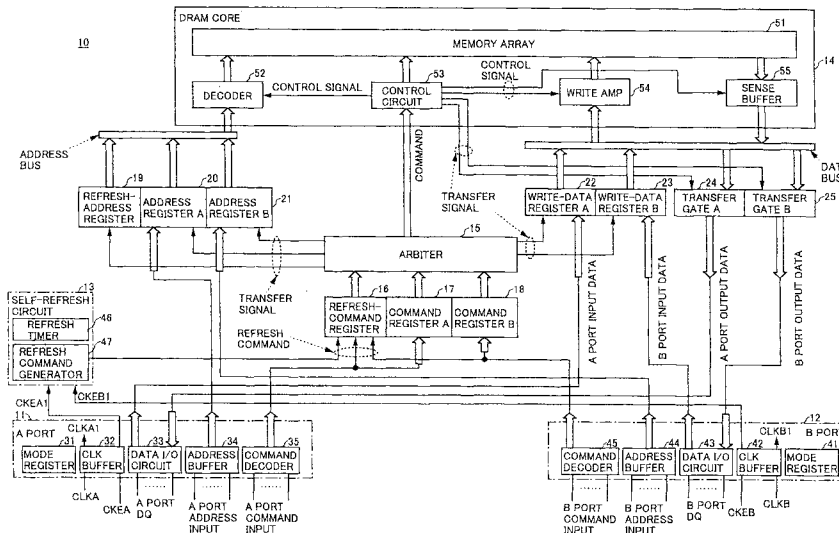 10
DRAM CORE
51
MEMORY ARRAY
14
52
DECODER
CONTROL SIGNAL
53
CONTROL
CIRCUIT
CONTROL
SIGNAL
WRITE AMP
54
55
SENSE
BUFFER
ADDRESS
BUS
COMMAND
DAT
BUS
19
REFRESH-
ADDRESS
REGISTER
20
ADDRESS
REGISTER A
21
ADDRESS
REGISTER B
TRANSFER
SIGNAL
22
WRITE-DATA
REGISTER A
23
WRITE-DATA
REGISTER B
24
TRANSFER
GATE A
TRANSFER
GATE B
25
15
ARBITER
TRANSFER
SIGNAL
16
REFRESH-
COMMAND
REGISTER
17
COMMAND
REGISTER A
18
COMMAND
REGISTER B
REFRESH
COMMAND
A PORT INPUT DATA
B PORT INPUT DATA
A PORT OUTPUT DATA
B PORT OUTPUT DATA
13
SELF-REFRESH
CIRCUIT
46
REFRESH
TIMER
47
REFRESH
COMMAND
GENERATOR
CKEA1
CKEB1
11
A PORT
CLKA1
31
MODE
REGISTER
32
CLK
BUFFER
33
DATA I/O
CIRCUIT
34
ADDRESS
BUFFER
35
COMMAND
DECODER
CLKA
CKEA
A PORT
DQ
A PORT
ADDRESS
INPUT
A PORT
COMMAND
INPUT
12
B PORT
CLKB1
45
COMMAND
DECODER
44
ADDRESS
BUFFER
43
DATA I/O
CIRCUIT
42
CLK
BUFFER
41
MODE
REGISTER
B PORT
COMMAND
INPUT
B PORT
ADDRESS
INPUT
B PORT
DQ
CKEB
CLKB